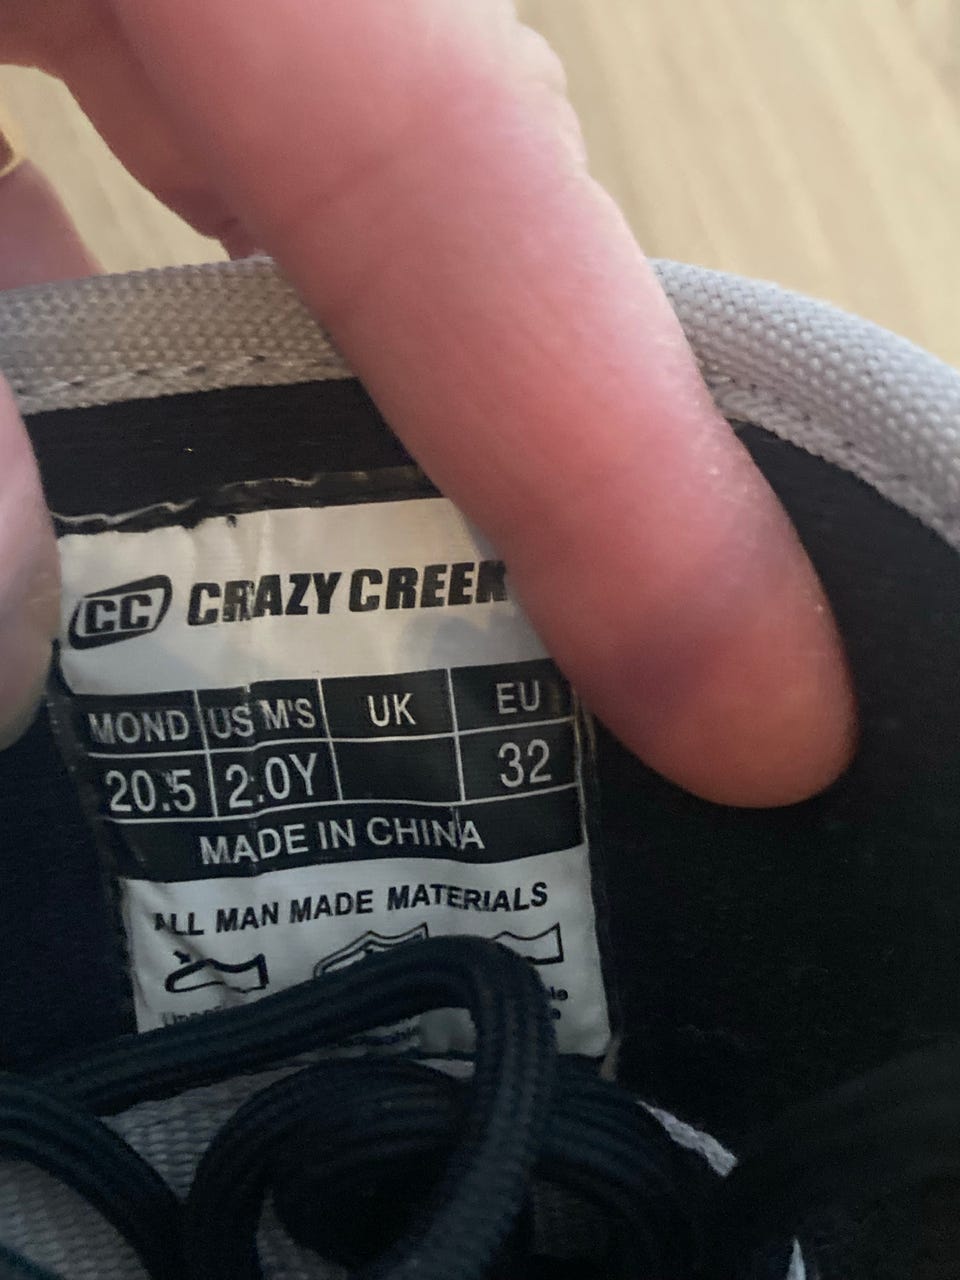 CC CRAZY CREEK
MOND US M'S UK EU
20.5 2.0Y 32
MADE IN CHINA
ALL MAN MADE MATERIALS